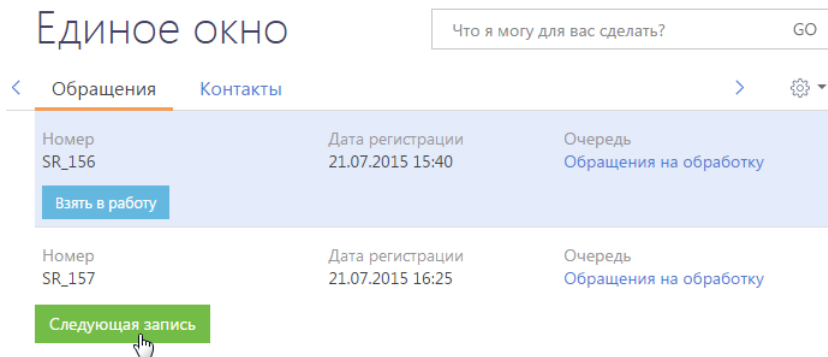 Единое окно
Что я могу для вас сделать? GO
Обращения Контакты
Номер Дата регистрации Очередь
SR_156 21.07.2015 15:40 Обращения на обработку
Взять в работу
Номер Дата регистрации Очередь
SR_157 21.07.2015 16:25 Обращения на обработку
Следующая запись